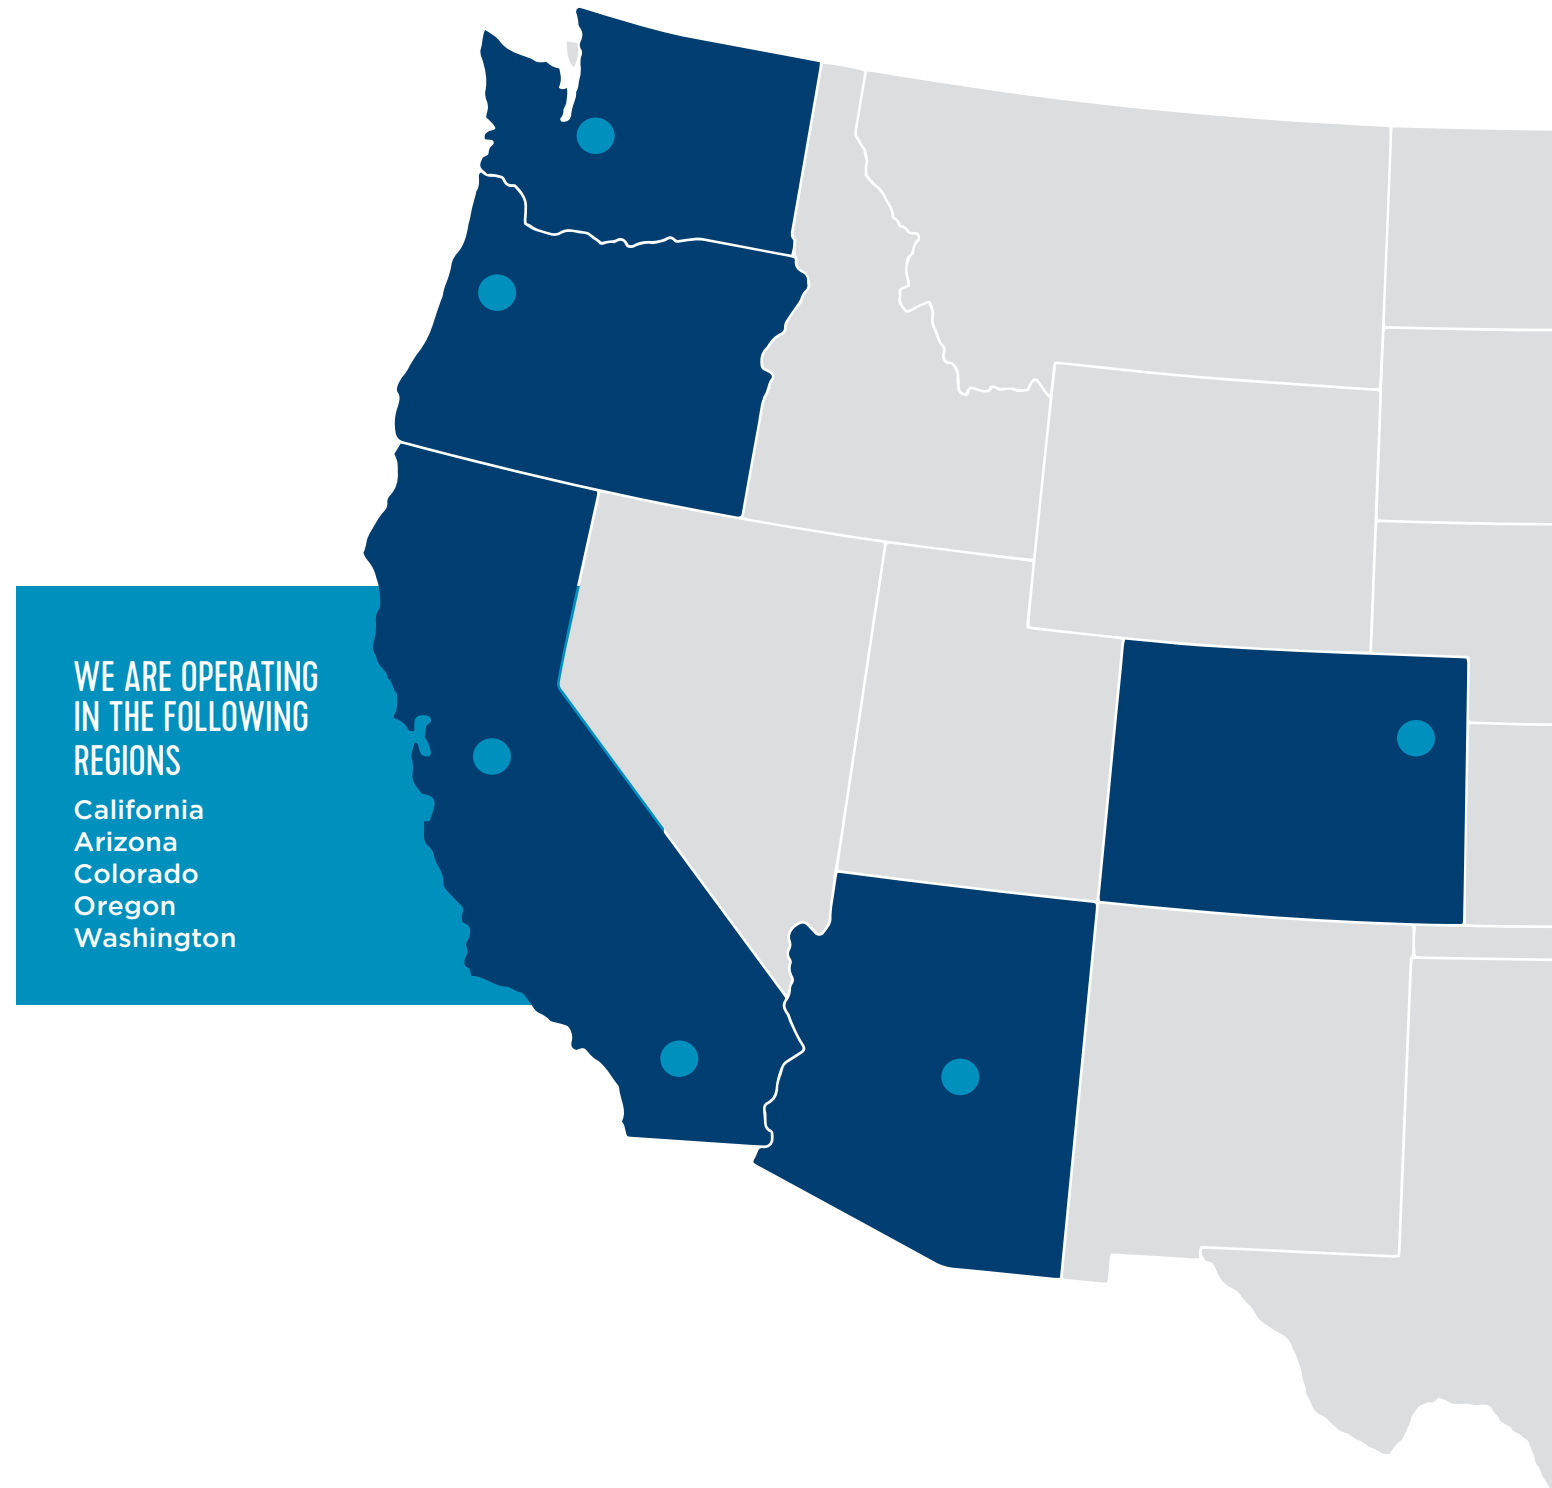 WE ARE OPERATING
IN THE FOLLOWING
REGIONS
California
Arizona
Colorado
Oregon
Washington